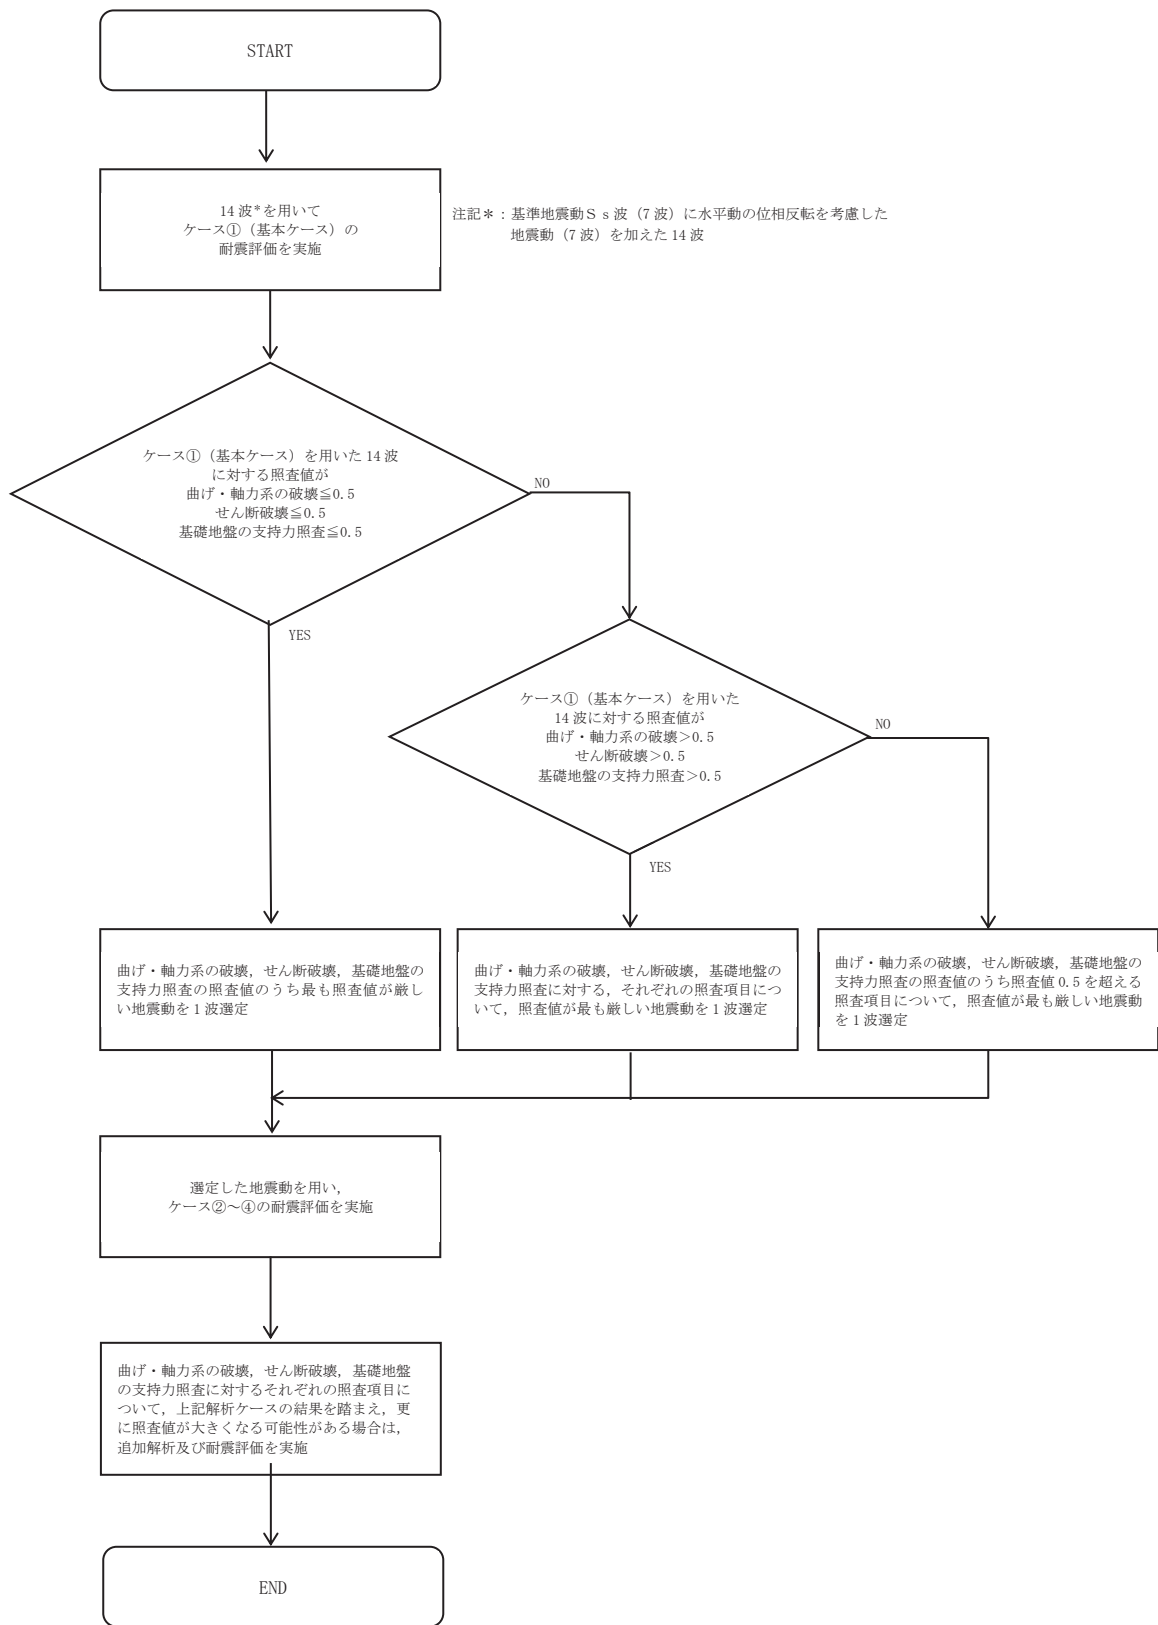 START
14 波*を用いて
ケース①（基本ケース）の
耐震評価を実施
注記＊：基準地震動Ｓｓ波（7 波）に水平動の位相反転を考慮した
地震動（7 波）を加えた 14 波
ケース①（基本ケース）を用いた 14 波
に対する照査値が
曲げ・軸力系の破壊≦0.5
せん断破壊≦0.5
基礎地盤の支持力照査≦0.5
NO
YES
ケース①（基本ケース）を用いた
14 波に対する照査値が
曲げ・軸力系の破壊＞0.5
せん断破壊＞0.5
基礎地盤の支持力照査＞0.5
NO
YES
曲げ・軸力系の破壊，せん断破壊，基礎地盤の
支持力照査の照査値のうち最も照査値が厳し
い地震動を 1 波選定
曲げ・軸力系の破壊，せん断破壊，基礎地盤の
支持力照査に対する，それぞれの照査項目につ
いて，照査値が最も厳しい地震動を 1 波選定
曲げ・軸力系の破壊，せん断破壊，基礎地盤の
支持力照査の照査値のうち照査値 0.5 を超える
照査項目について，照査値が最も厳しい地震動
を 1 波選定
選定した地震動を用い，
ケース②～④の耐震評価を実施
曲げ・軸力系の破壊，せん断破壊，基礎地盤
の支持力照査に対するそれぞれの照査項目に
ついて，上記解析ケースの結果を踏まえ，更
に照査値が大きくなる可能性がある場合は，
追加解析及び耐震評価を実施
END